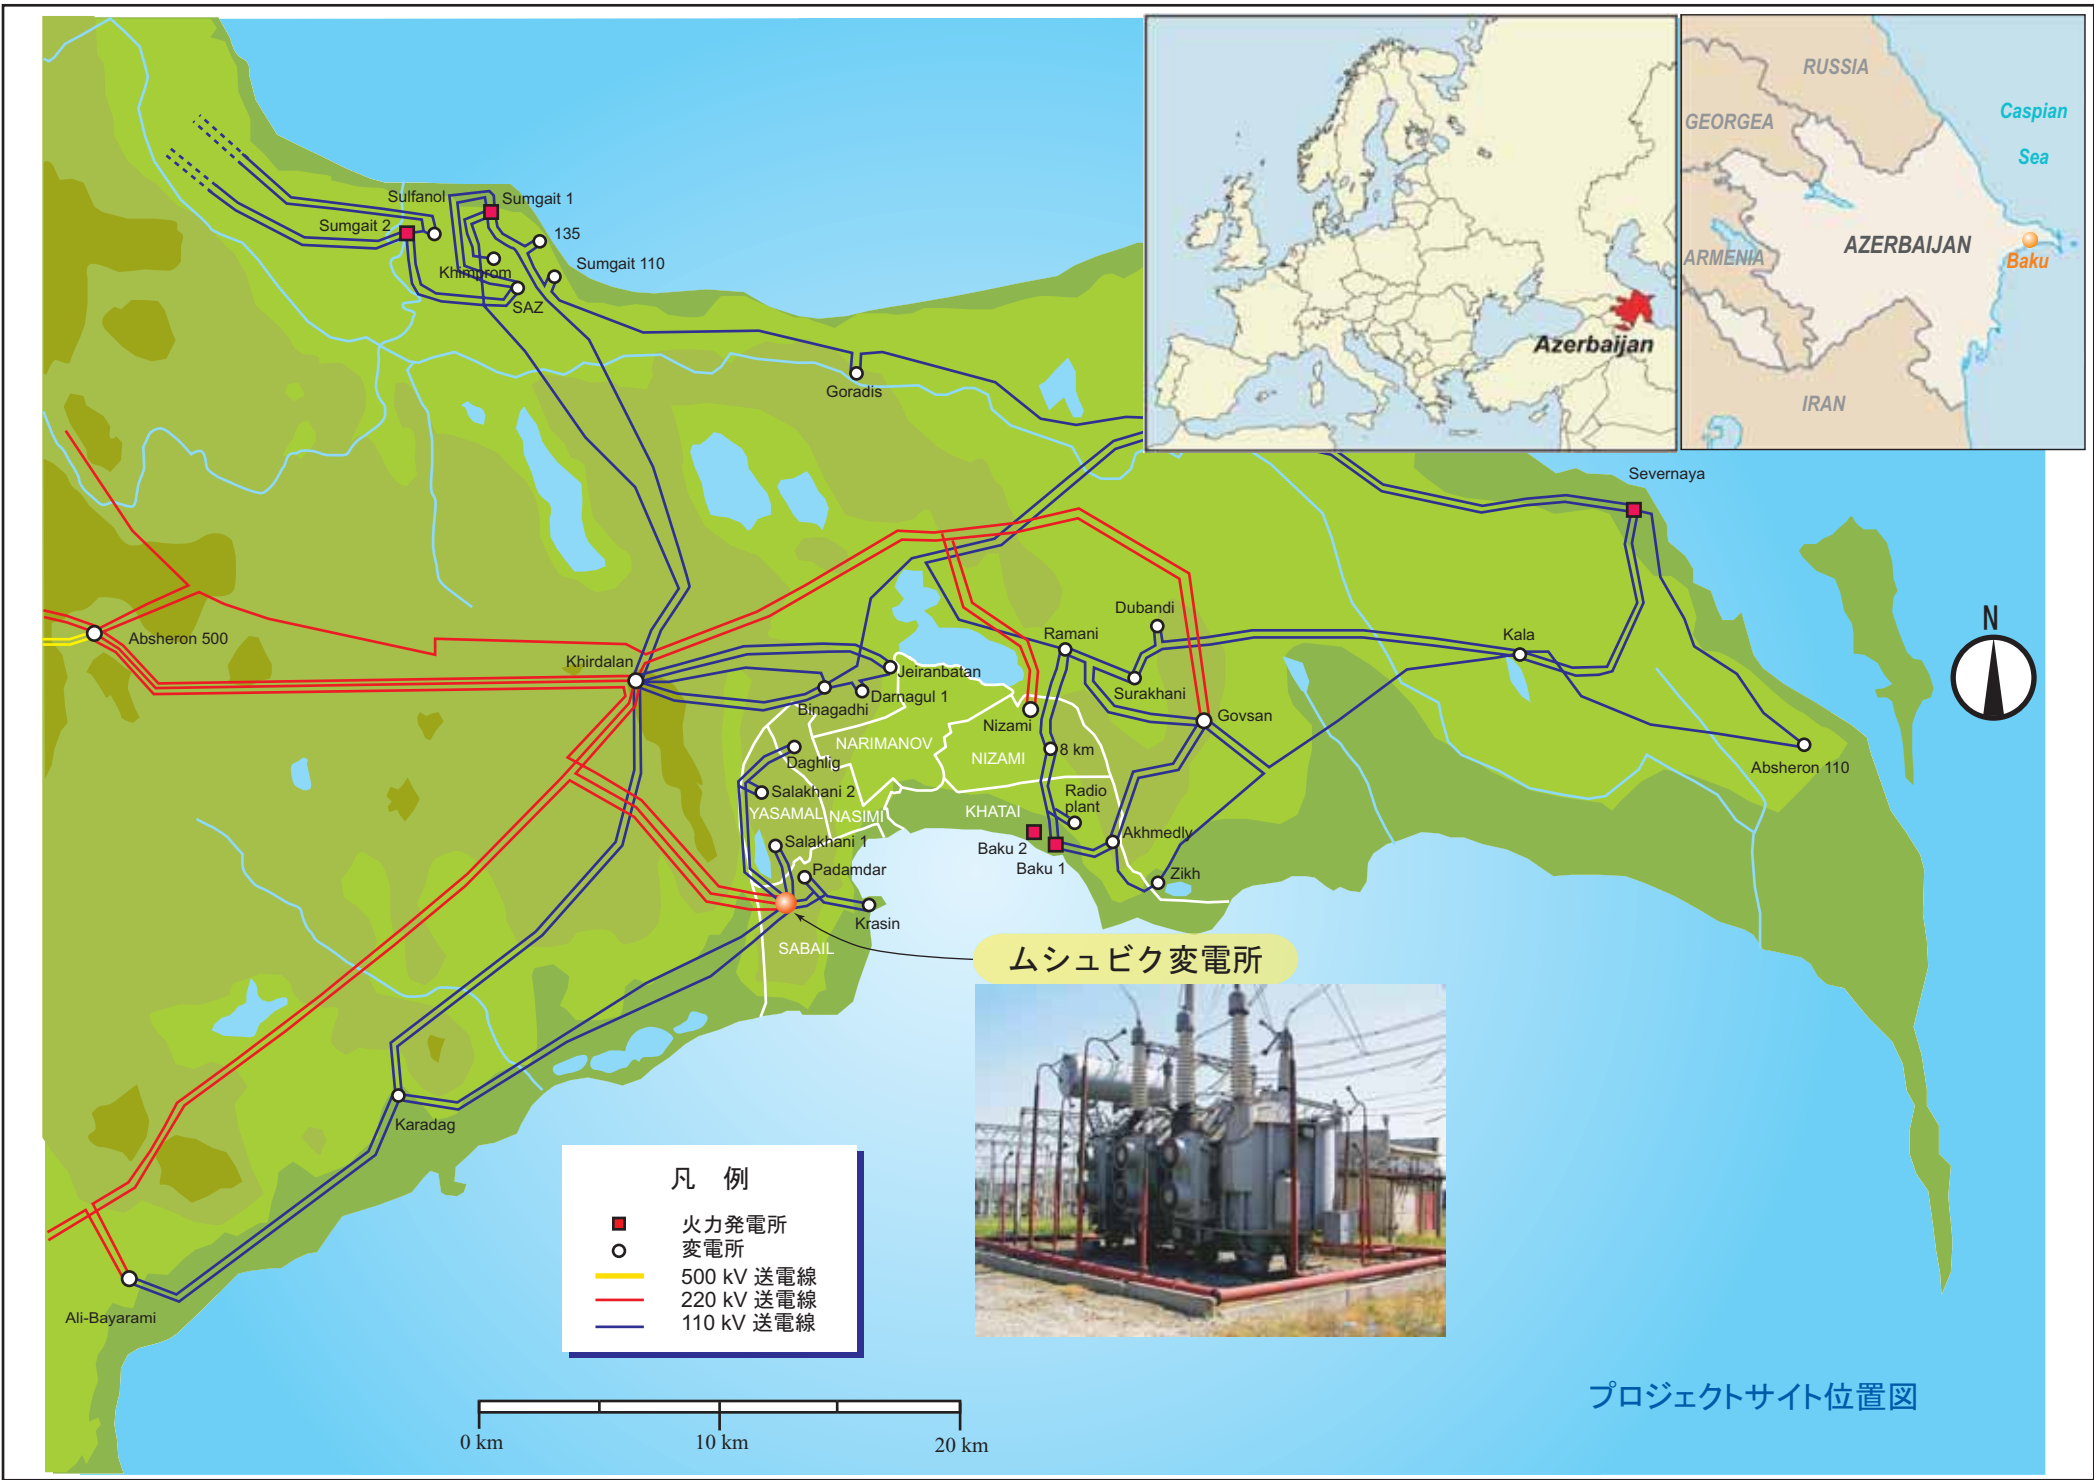 RUSSIA
GEORGEA
Caspian
Sea
ARMENIA
AZERBAIJAN
Baku
IRAN
Azerbaijan
Sulfanol
Sumgait 1
Sumgait 2
135
Khimprom
Sumgait 110
SAZ
Goradis
Severnaya
N
Absheron 500
Khirdalan
Dubandi
Ramani
Kala
Jeiranbatan
Surakhani
Binagadhi
Darnagul 1
Nizami
Govsan
NARIMANOV
8 km
NIZAMI
Daghlig
Absheron 110
Salakhani 2
Radio
plant
YASAMAL
NASIMI
KHATAI
Salakhani 1
Akhmedly
Baku 2
Baku 1
Padamdar
Zikh
Krasin
SABAIL
ムシュビク変電所
Karadag
Ali-Bayarami
凡 例
火力発電所
変電所
500 kV 送電線
220 kV 送電線
110 kV 送電線
0 km
10 km
20 km
プロジェクトサイト位置図